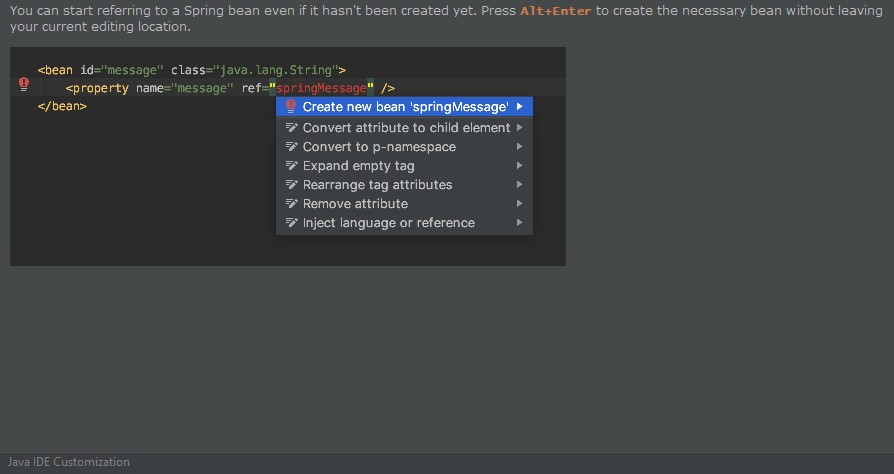 You can start referring to a Spring bean even if it hasn't been created yet. Press Alt+Enter to create the necessary bean without leaving
your current editing location.
<bean id="message" class="java.lang.String">
<property name="message" ref="springMessage" />
</bean>
Create new bean 'springMessage'
Convert attribute to child element
Convert to p-namespace
Expand empty tag
Rearrange tag attributes
Remove attribute
Inject language or reference
Java IDE Customization